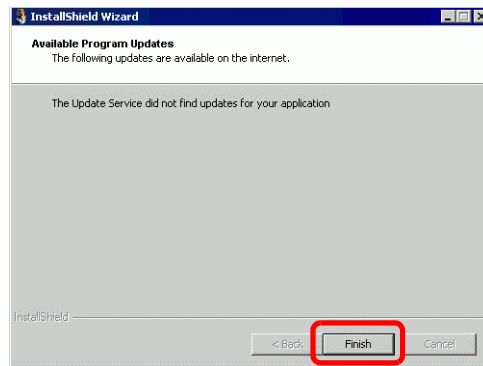 InstallShield Wizard
Available Program Updates
The following updates are available on the internet.
The Update Service did not find updates for your application
InstallShield
< Back Finish Cancel